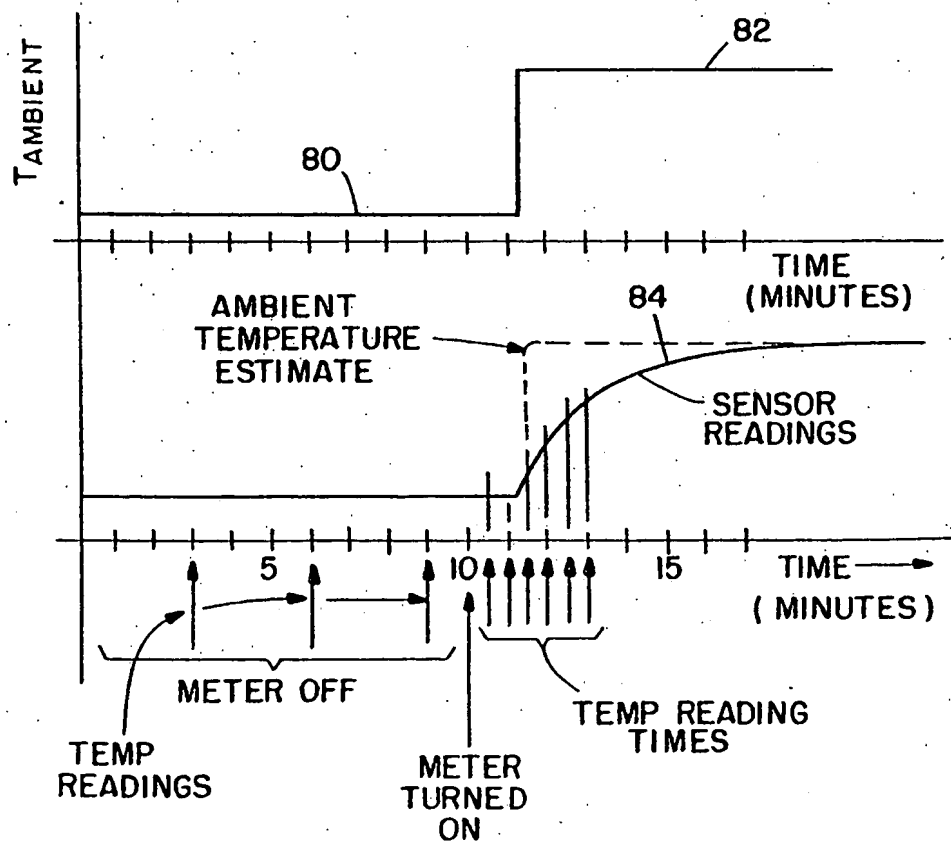 82
TAMBIENT
80
TIME
(MINUTES)
AMBIENT
TEMPERATURE
ESTIMATE
84
SENSOR
READINGS
5
10
15
TIME
(MINUTES)
METER OFF
TEMP READING
TIMES
TEMP
READINGS
METER
TURNED
ON